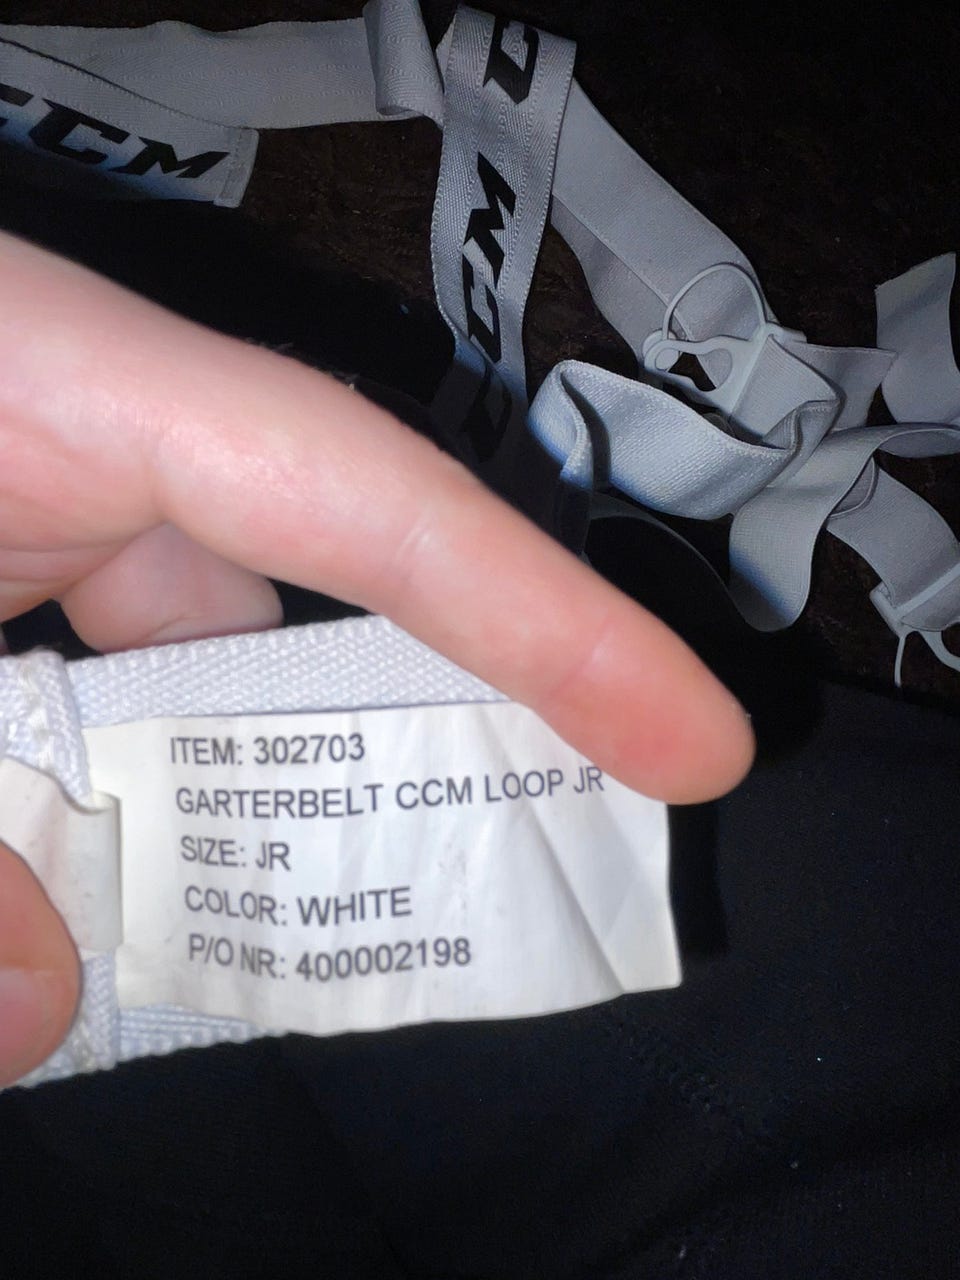 CCM
CCM C
ITEM: 302703
GARTERBELT CCM LOOP JR
SIZE: JR
COLOR: WHITE
P/O NR: 400002198